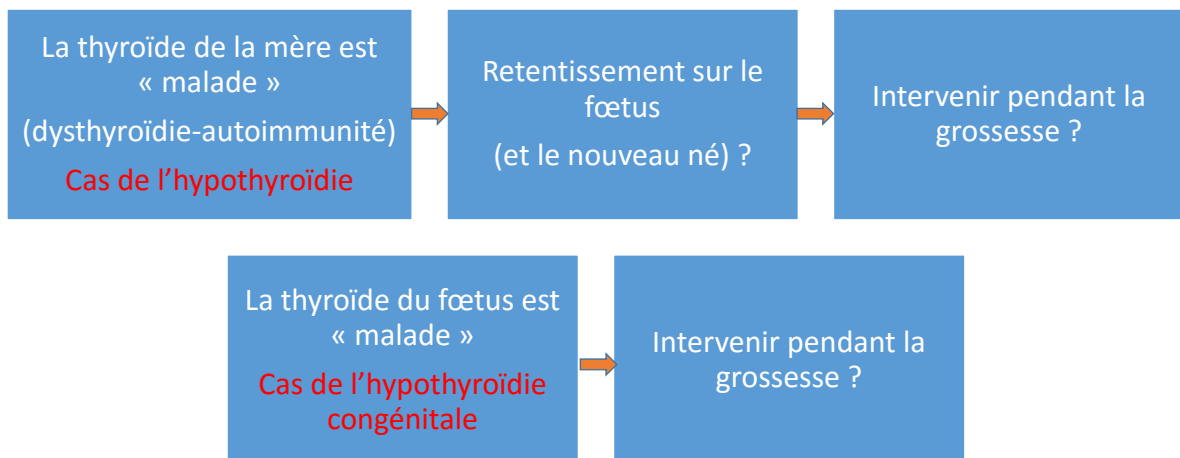 La thyroïde de la mère est
« malade »
(dysthyroïdie-autoimmunité)
Cas de l'hypothyroïdie
Retentissement sur le
fœtus
(et le nouveau né) ?
Intervenir pendant la
grossesse ?
La thyroïde du fœtus est
« malade »
Cas de l'hypothyroïdie
congénitale
Intervenir pendant la
grossesse ?